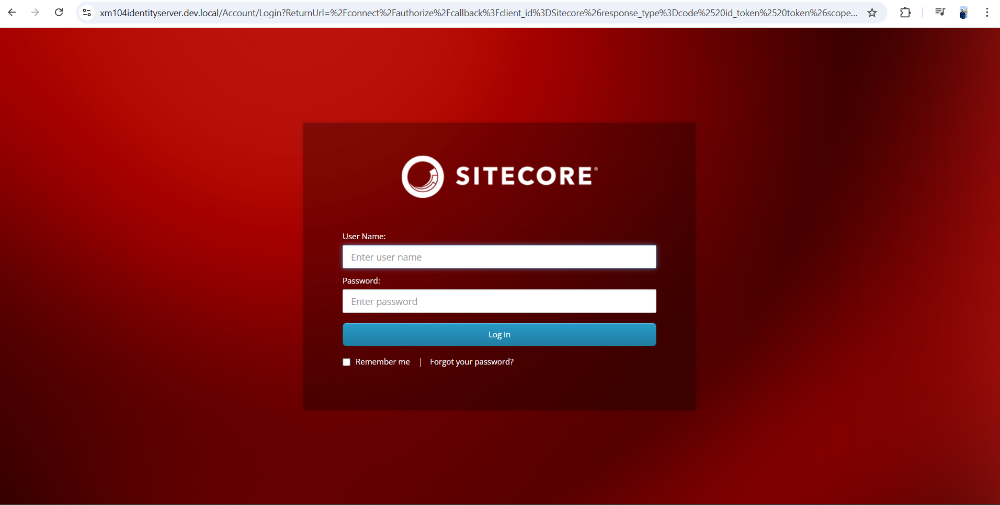 xm104identityserver.dev.local/Account/Login?ReturnUrl=%2Fconnect%2Fauthorize%2Fcallback%3Fclient_id%3DSitecore%26response_type%3Dcode%2520id_token%2520token%26scope...
SITECORE®
User Name:
Enter user name
Password:
Enter password
Log in
Remember me | Forgot your password?